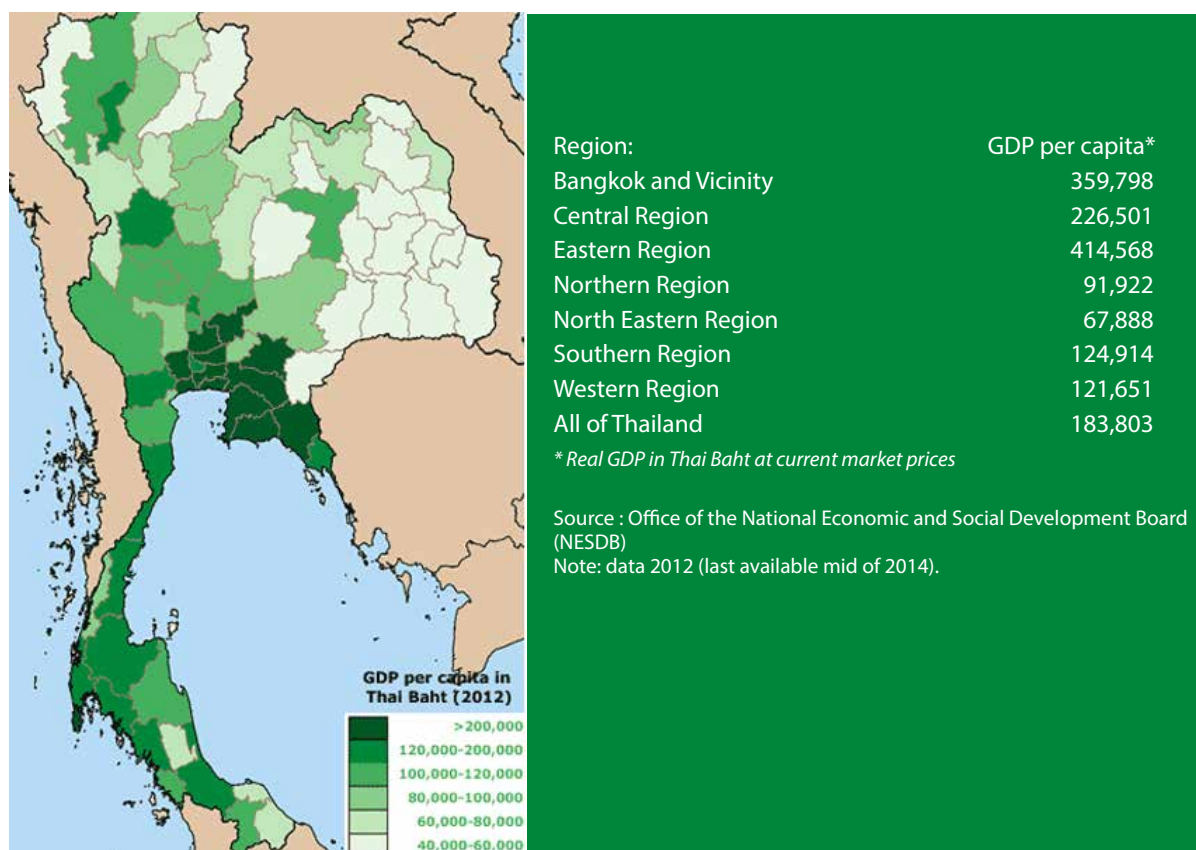 GDP per capita in
Thai Baht (2012)
>200,000
120,000-200,000
100,000-120,000
80,000-100,000
60,000-80,000
40,000-60,000
Region: GDP per capita*
Bangkok and Vicinity 359,798
Central Region 226,501
Eastern Region 414,568
Northern Region 91,922
North Eastern Region 67,888
Southern Region 124,914
Western Region 121,651
All of Thailand 183,803
* Real GDP in Thai Baht at current market prices
Source : Office of the National Economic and Social Development Board
(NESDB)
Note: data 2012 (last available mid of 2014).